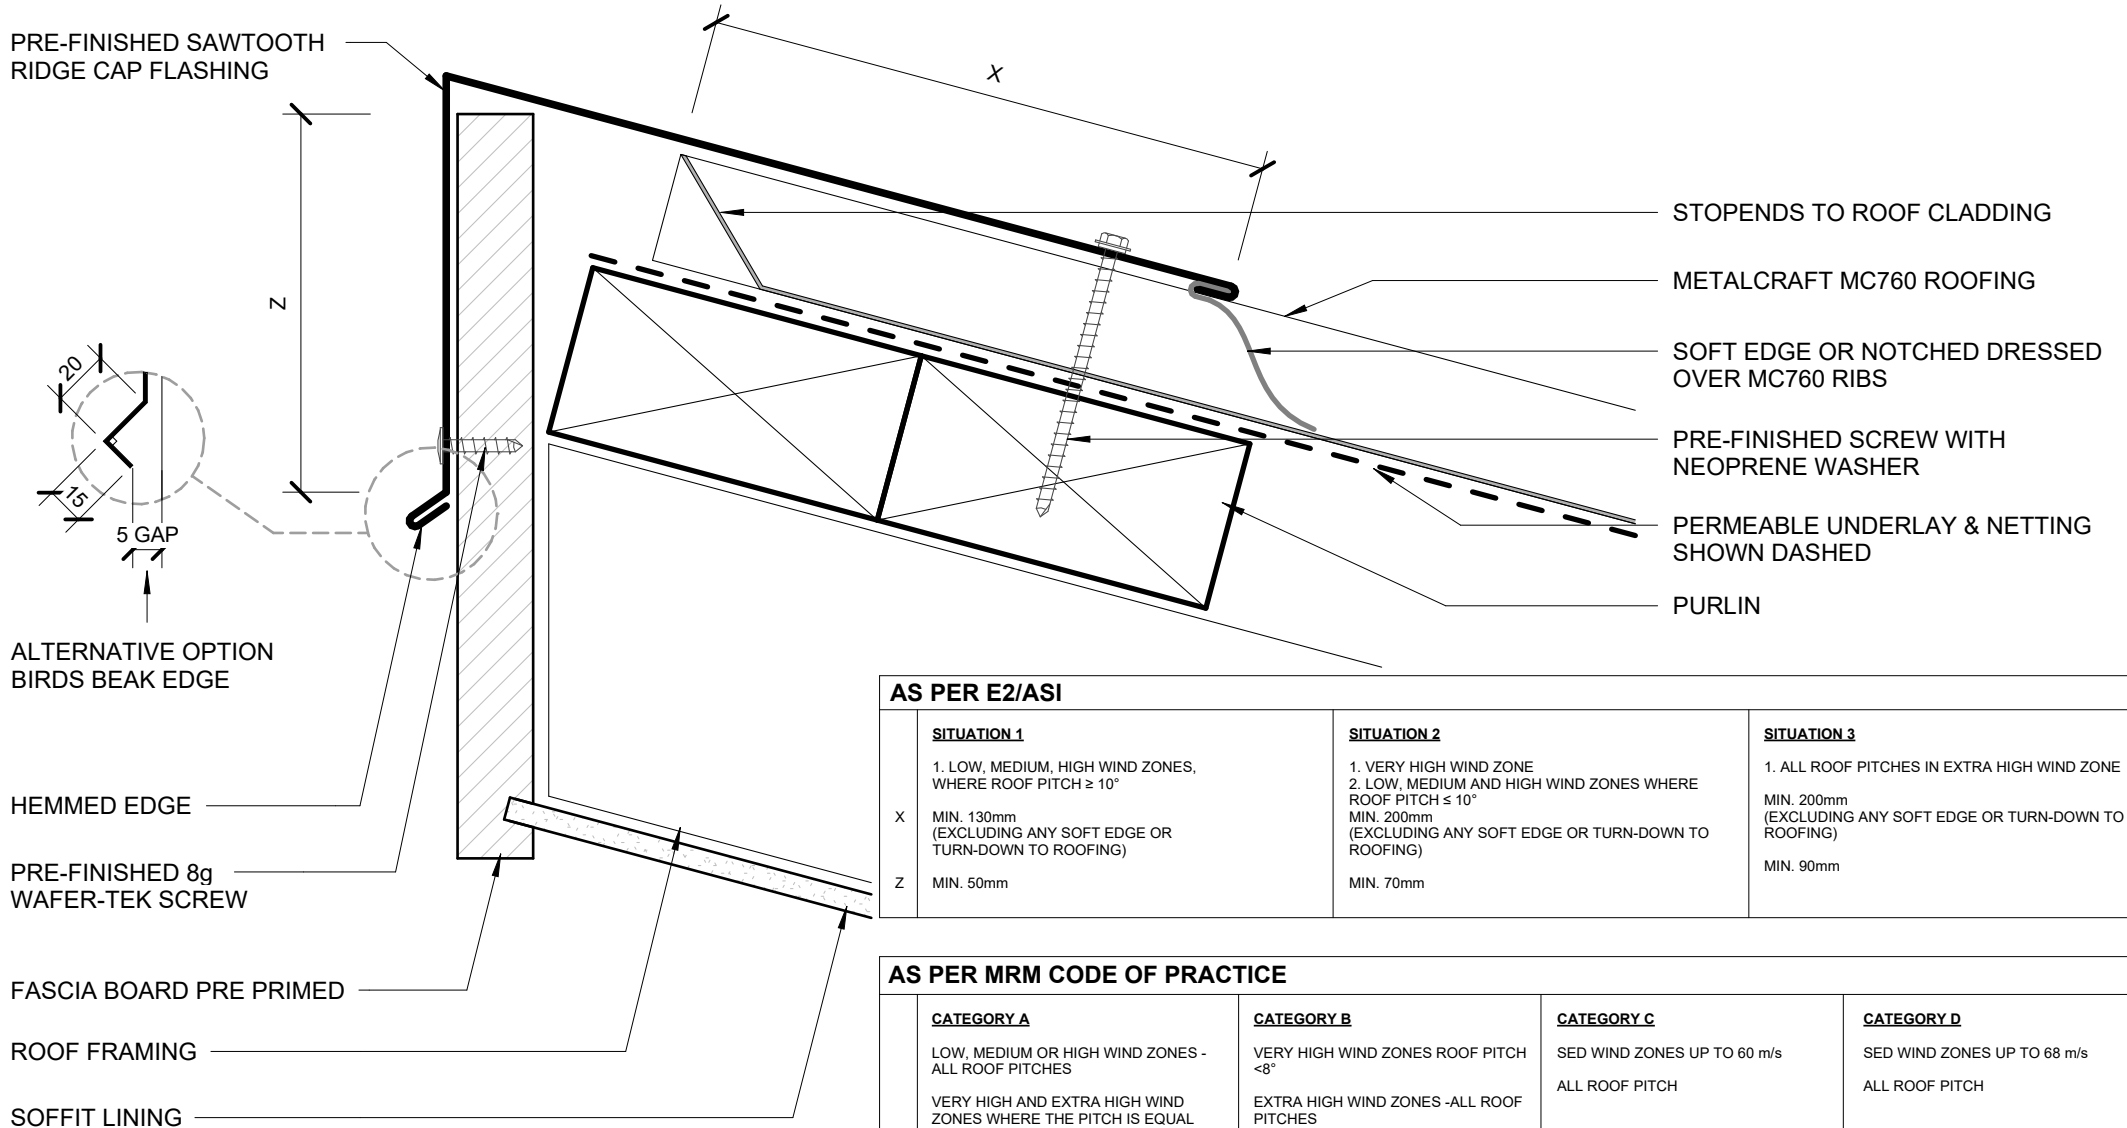 PRE-FINISHED SAWTOOTH
RIDGE CAP FLASHING
X
Z
20
15
5 GAP
ALTERNATIVE OPTION
BIRDS BEAK EDGE
HEMMED EDGE
PRE-FINISHED 8g
WAFER-TEK SCREW
FASCIA BOARD PRE PRIMED
ROOF FRAMING
SOFFIT LINING
STOPENDS TO ROOF CLADDING
METALCRAFT MC760 ROOFING
SOFT EDGE OR NOTCHED DRESSED
OVER MC760 RIBS
PRE-FINISHED SCREW WITH
NEOPRENE WASHER
PERMEABLE UNDERLAY & NETTING
SHOWN DASHED
PURLIN
AS PER E2/ASI
SITUATION 1
1. LOW, MEDIUM, HIGH WIND ZONES,
WHERE ROOF PITCH ≥ 10°
X
MIN. 130mm
(EXCLUDING ANY SOFT EDGE OR
TURN-DOWN TO ROOFING)
Z
MIN. 50mm
SITUATION 2
1. VERY HIGH WIND ZONE
2. LOW, MEDIUM AND HIGH WIND ZONES WHERE
ROOF PITCH ≤ 10°
MIN. 200mm
(EXCLUDING ANY SOFT EDGE OR TURN-DOWN TO
ROOFING)
MIN. 70mm
SITUATION 3
1. ALL ROOF PITCHES IN EXTRA HIGH WIND ZONE
MIN. 200mm
(EXCLUDING ANY SOFT EDGE OR TURN-DOWN TO
ROOFING)
MIN. 90mm
AS PER MRM CODE OF PRACTICE
CATEGORY A
LOW, MEDIUM OR HIGH WIND ZONES -
ALL ROOF PITCHES
VERY HIGH AND EXTRA HIGH WIND
ZONES WHERE THE PITCH IS EQUAL
CATEGORY B
VERY HIGH WIND ZONES ROOF PITCH
<8°
EXTRA HIGH WIND ZONES -ALL ROOF
PITCHES
CATEGORY C
SED WIND ZONES UP TO 60 m/s
ALL ROOF PITCH
CATEGORY D
SED WIND ZONES UP TO 68 m/s
ALL ROOF PITCH